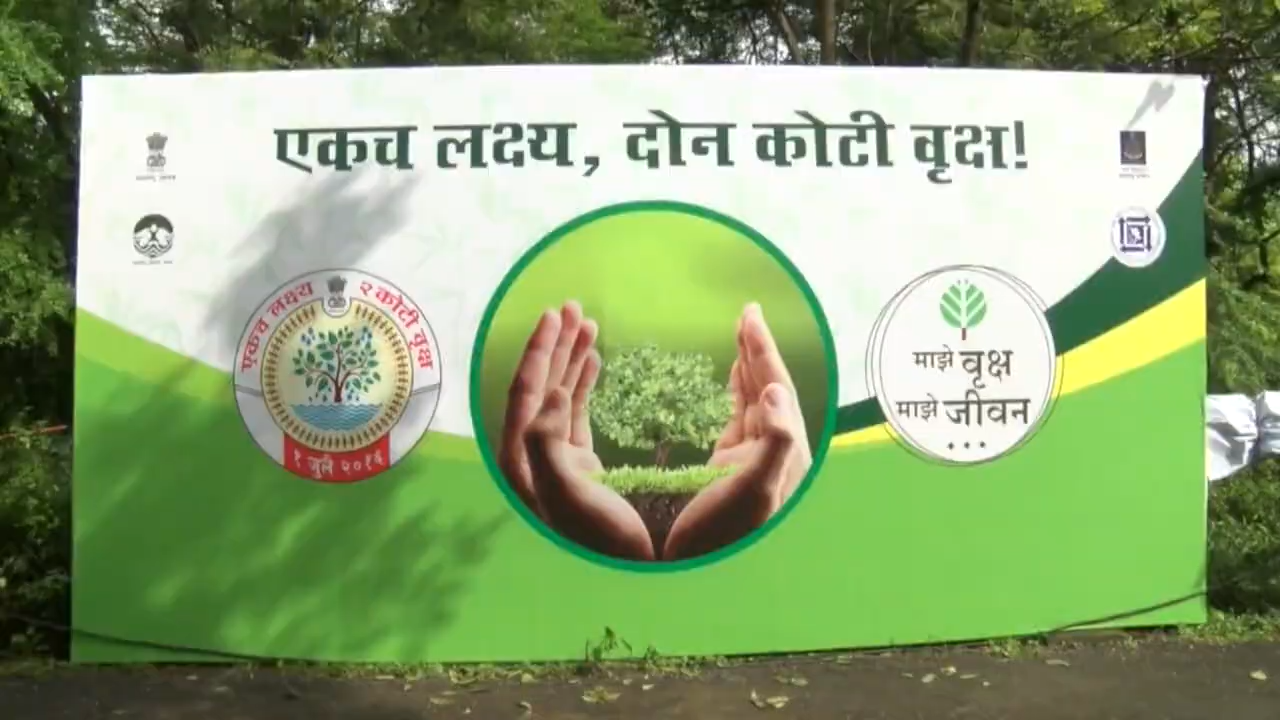 एकच लक्ष्य, दोन कोटी वृक्ष!
एकच लक्ष्य २ कोटी वृक्ष
१ जुलै २०१६
माझे वृक्ष
माझे जीवन